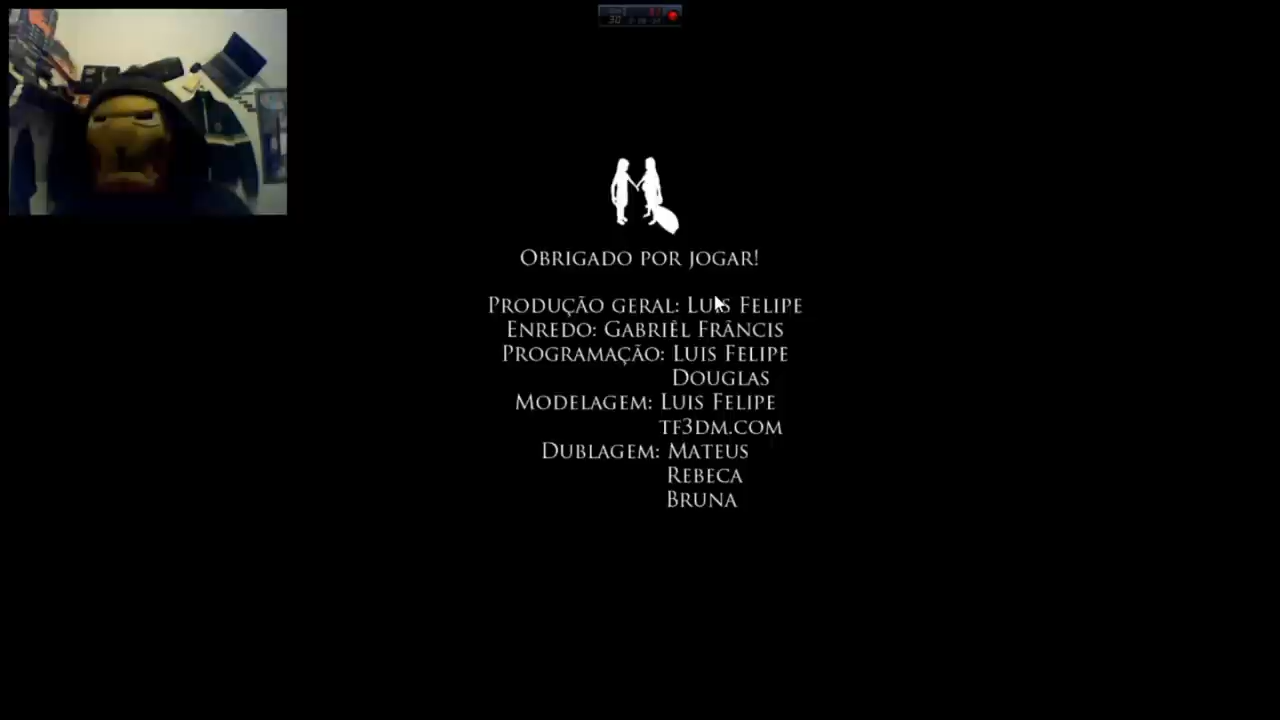 Obrigado por jogar!
Produção geral: Luis Felipe
Enredo: Gabriêl Frâncis
Programação: Luis Felipe
Douglas
Modelagem: Luis Felipe
tf3dm.com
Dublagem: Mateus
Rebeca
Bruna